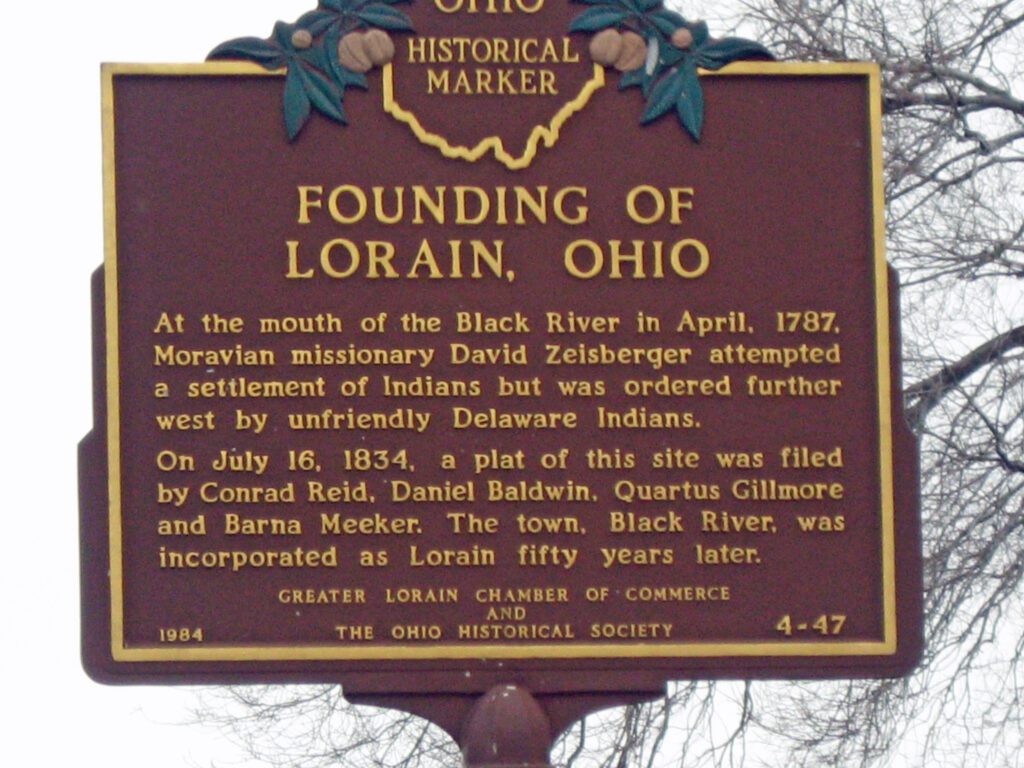 OHIO
HISTORICAL
MARKER
FOUNDING OF
LORAIN, OHIO
At the mouth of the Black River in April, 1787,
Moravian missionary David Zeisberger attempted
a settlement of Indians but was ordered further
west by unfriendly Delaware Indians.
On July 16, 1834, a plat of this site was filed
by Conrad Reid, Daniel Baldwin, Quartus Gillmore
and Barna Meeker. The town, Black River, was
incorporated as Lorain fifty years later.
GREATER LORAIN CHAMBER OF COMMERCE
AND
THE OHIO HISTORICAL SOCIETY
1984
4-47